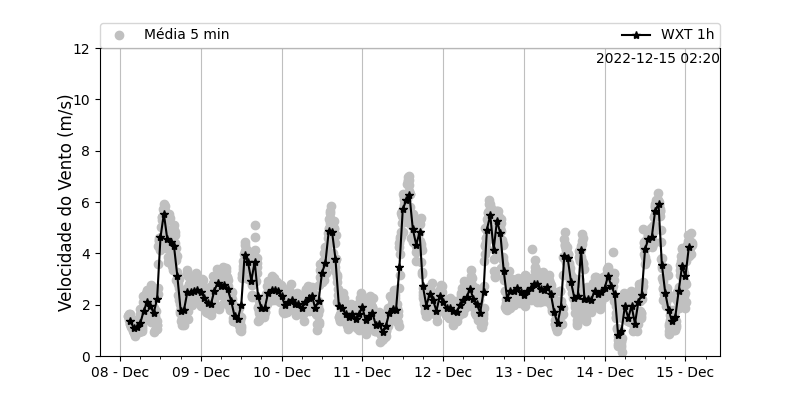 Média 5 min
WXT 1h
2022-12-15 02:20
Velocidade do Vento (m/s)
12
10
8
6
4
2
0
08 - Dec 09 - Dec 10 - Dec 11 - Dec 12 - Dec 13 - Dec 14 - Dec 15 - Dec